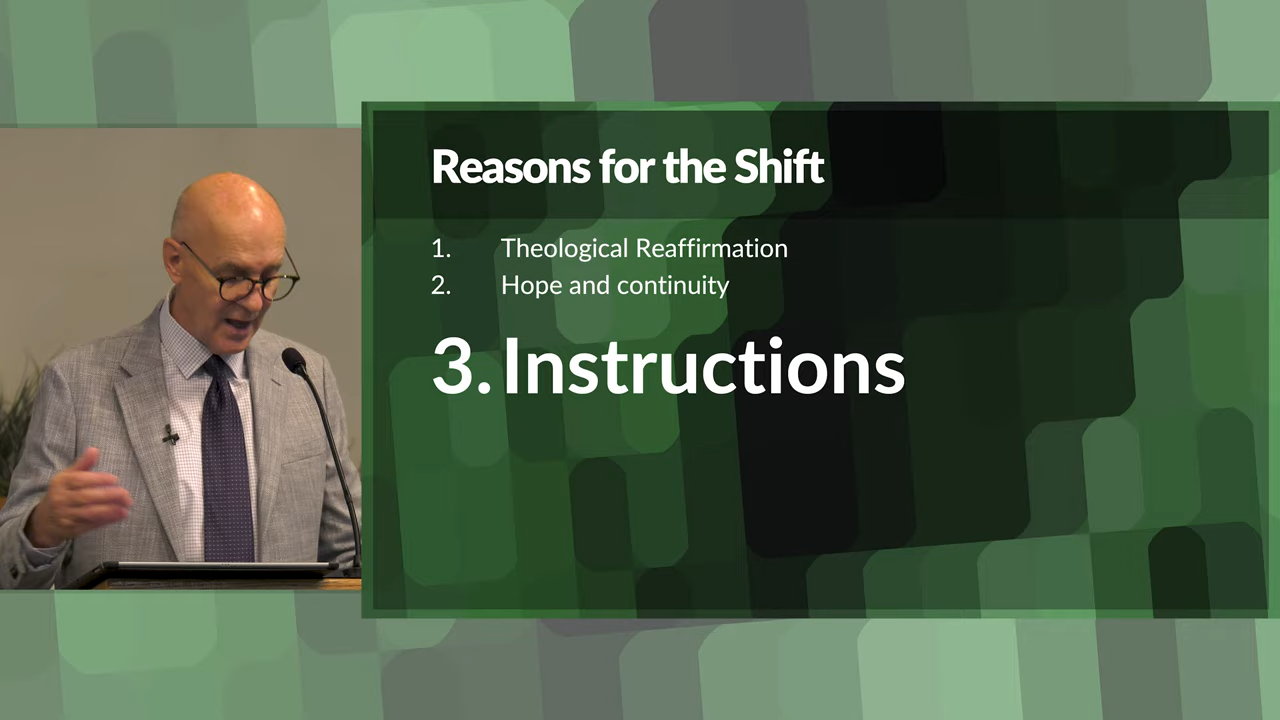 Reasons for the Shift
1. Theological Reaffirmation
2. Hope and continuity
3. Instructions